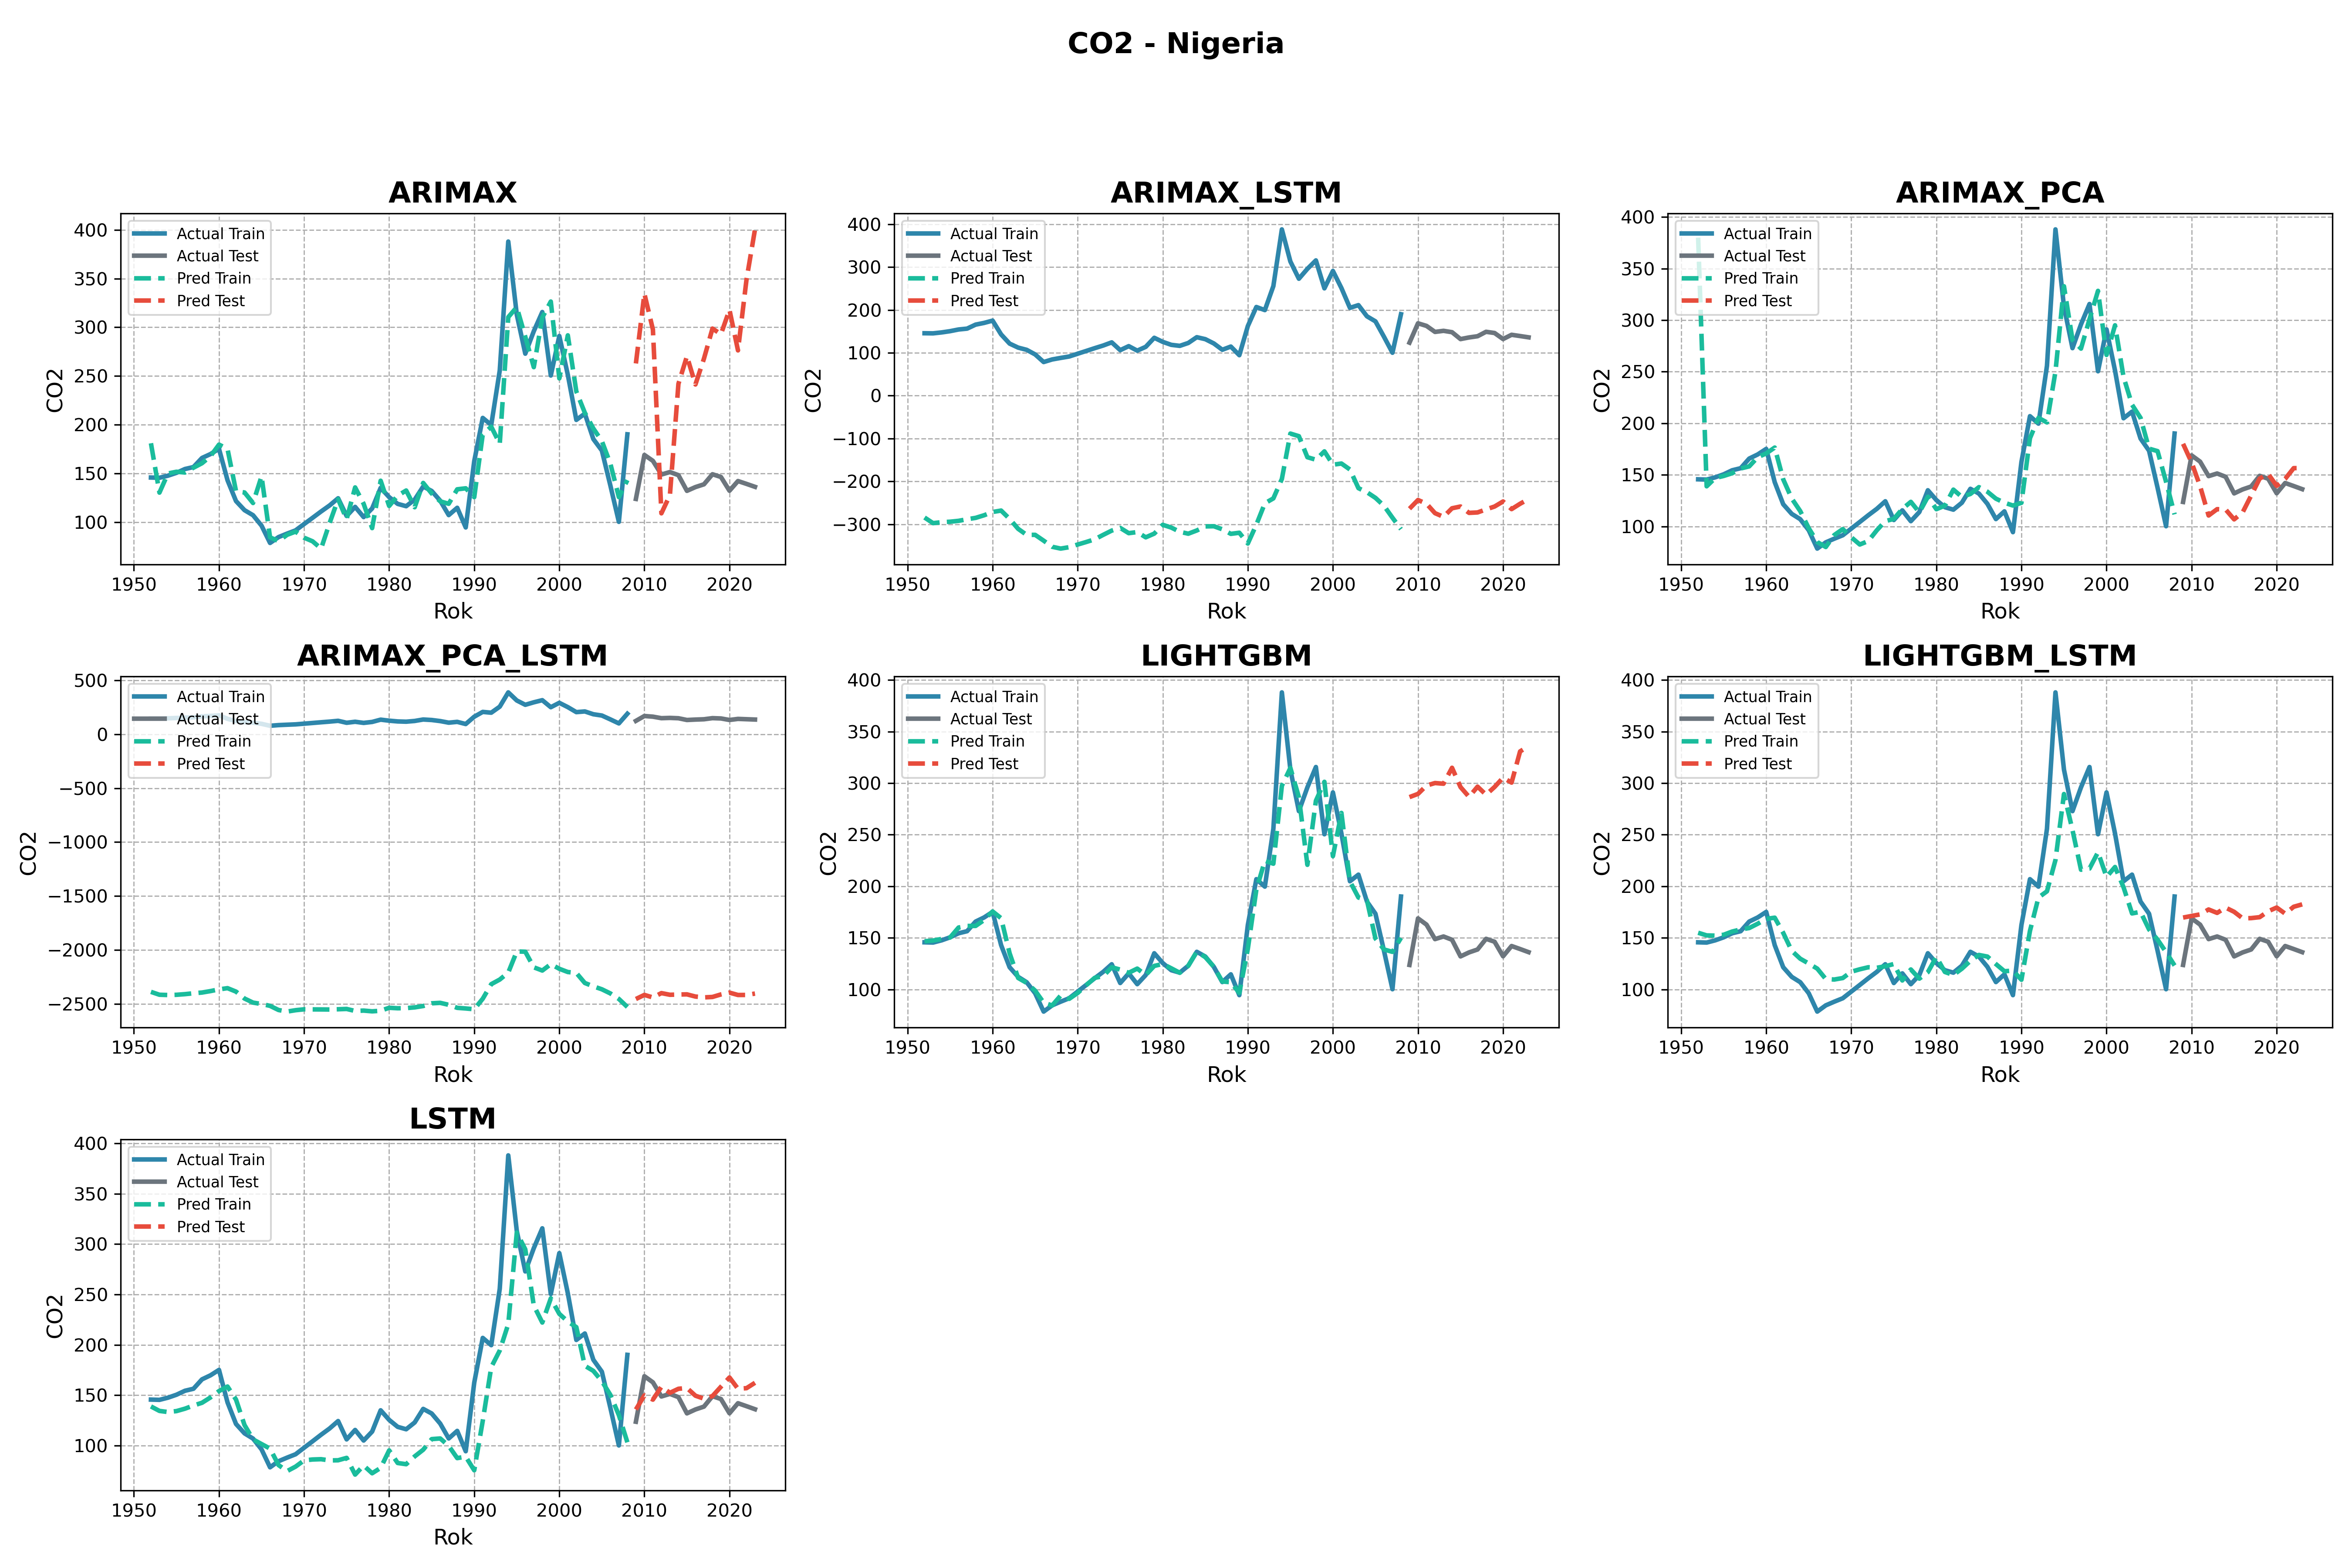 CO2 - Nigeria
ARIMAX
400
350
300
250
200
150
100
CO2
Actual Train
Actual Test
Pred Train
Pred Test
1950 1960 1970 1980 1990 2000 2010 2020
Rok
ARIMAX_LSTM
400
300
200
100
0
−100
−200
−300
CO2
Actual Train
Actual Test
Pred Train
Pred Test
1950 1960 1970 1980 1990 2000 2010 2020
Rok
ARIMAX_PCA
400
350
300
250
200
150
100
CO2
Actual Train
Actual Test
Pred Train
Pred Test
1950 1960 1970 1980 1990 2000 2010 2020
Rok
ARIMAX_PCA_LSTM
500
0
−500
−1000
−1500
−2000
−2500
CO2
Actual Train
Actual Test
Pred Train
Pred Test
1950 1960 1970 1980 1990 2000 2010 2020
Rok
LIGHTGBM
400
350
300
250
200
150
100
CO2
Actual Train
Actual Test
Pred Train
Pred Test
1950 1960 1970 1980 1990 2000 2010 2020
Rok
LIGHTGBM_LSTM
400
350
300
250
200
150
100
CO2
Actual Train
Actual Test
Pred Train
Pred Test
1950 1960 1970 1980 1990 2000 2010 2020
Rok
LSTM
400
350
300
250
200
150
100
CO2
Actual Train
Actual Test
Pred Train
Pred Test
1950 1960 1970 1980 1990 2000 2010 2020
Rok